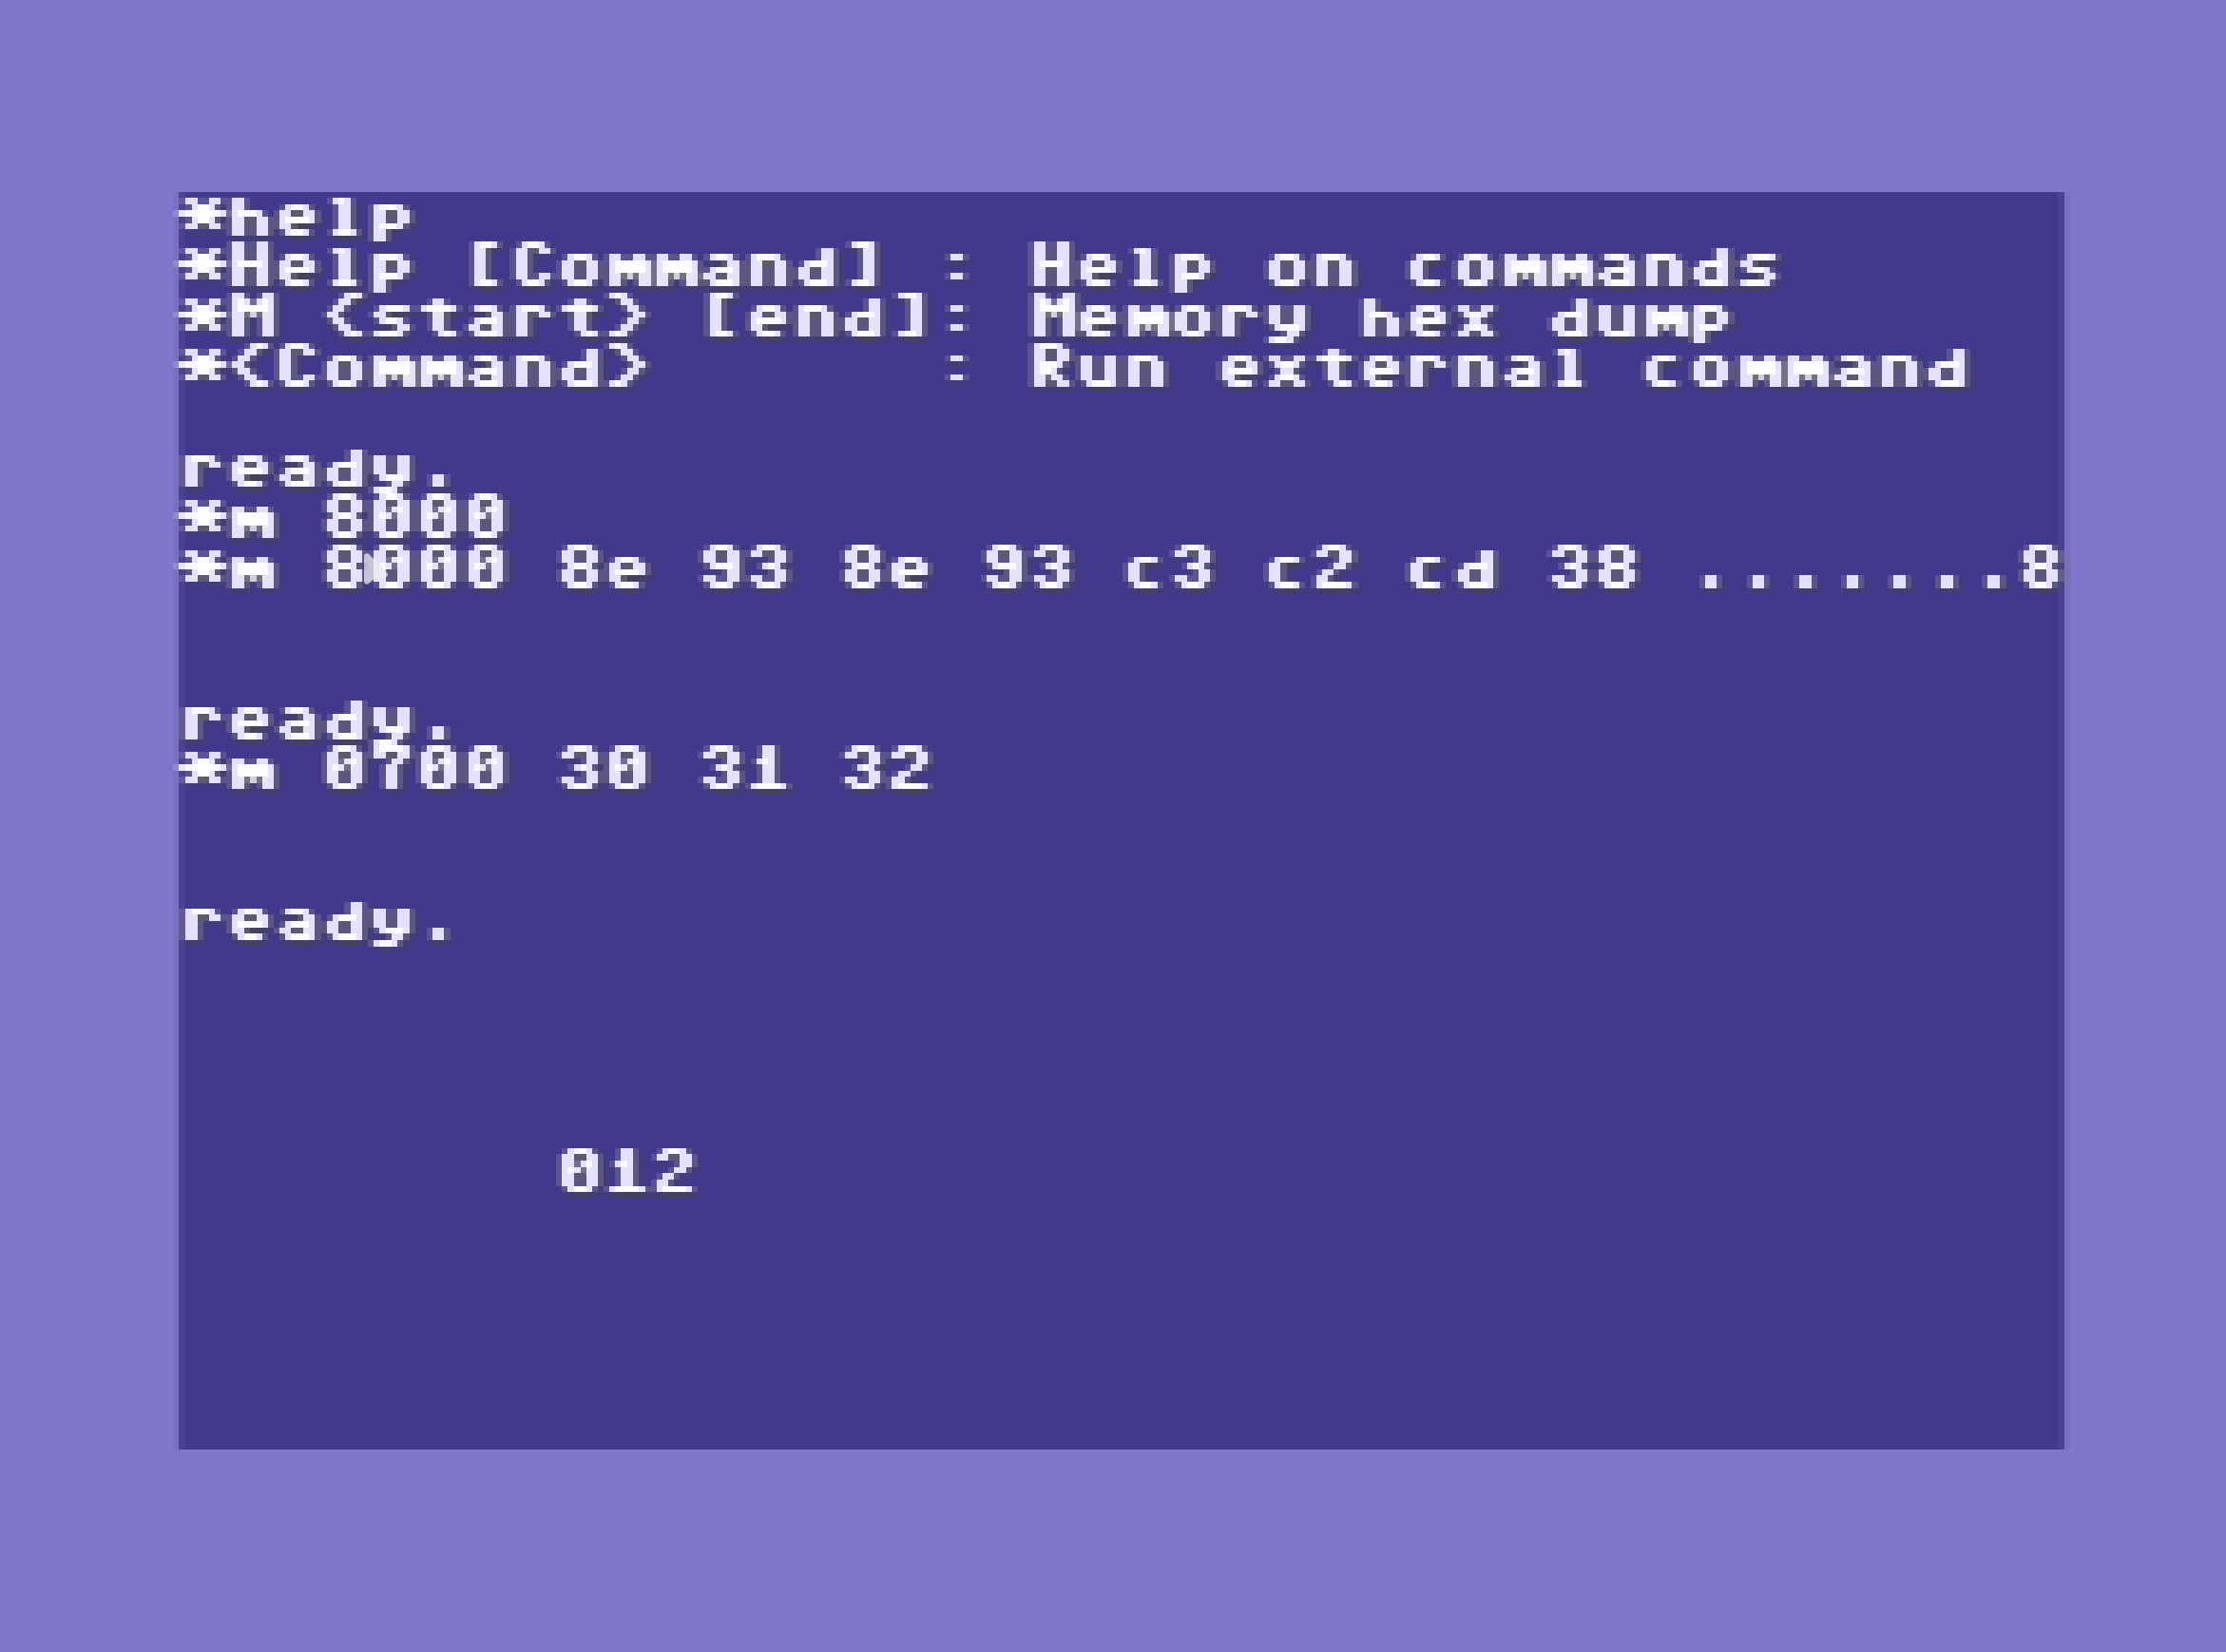 *help
*Help [Command] : Help on commands
*M <start> [end]: Memory hex dump
*<Command>      : Run external command
ready.
*m 8000
*m 8000 8e 93 8e 93 c3 c2 cd 38 .......8
ready.
*m 0700 30 31 32
ready.
012